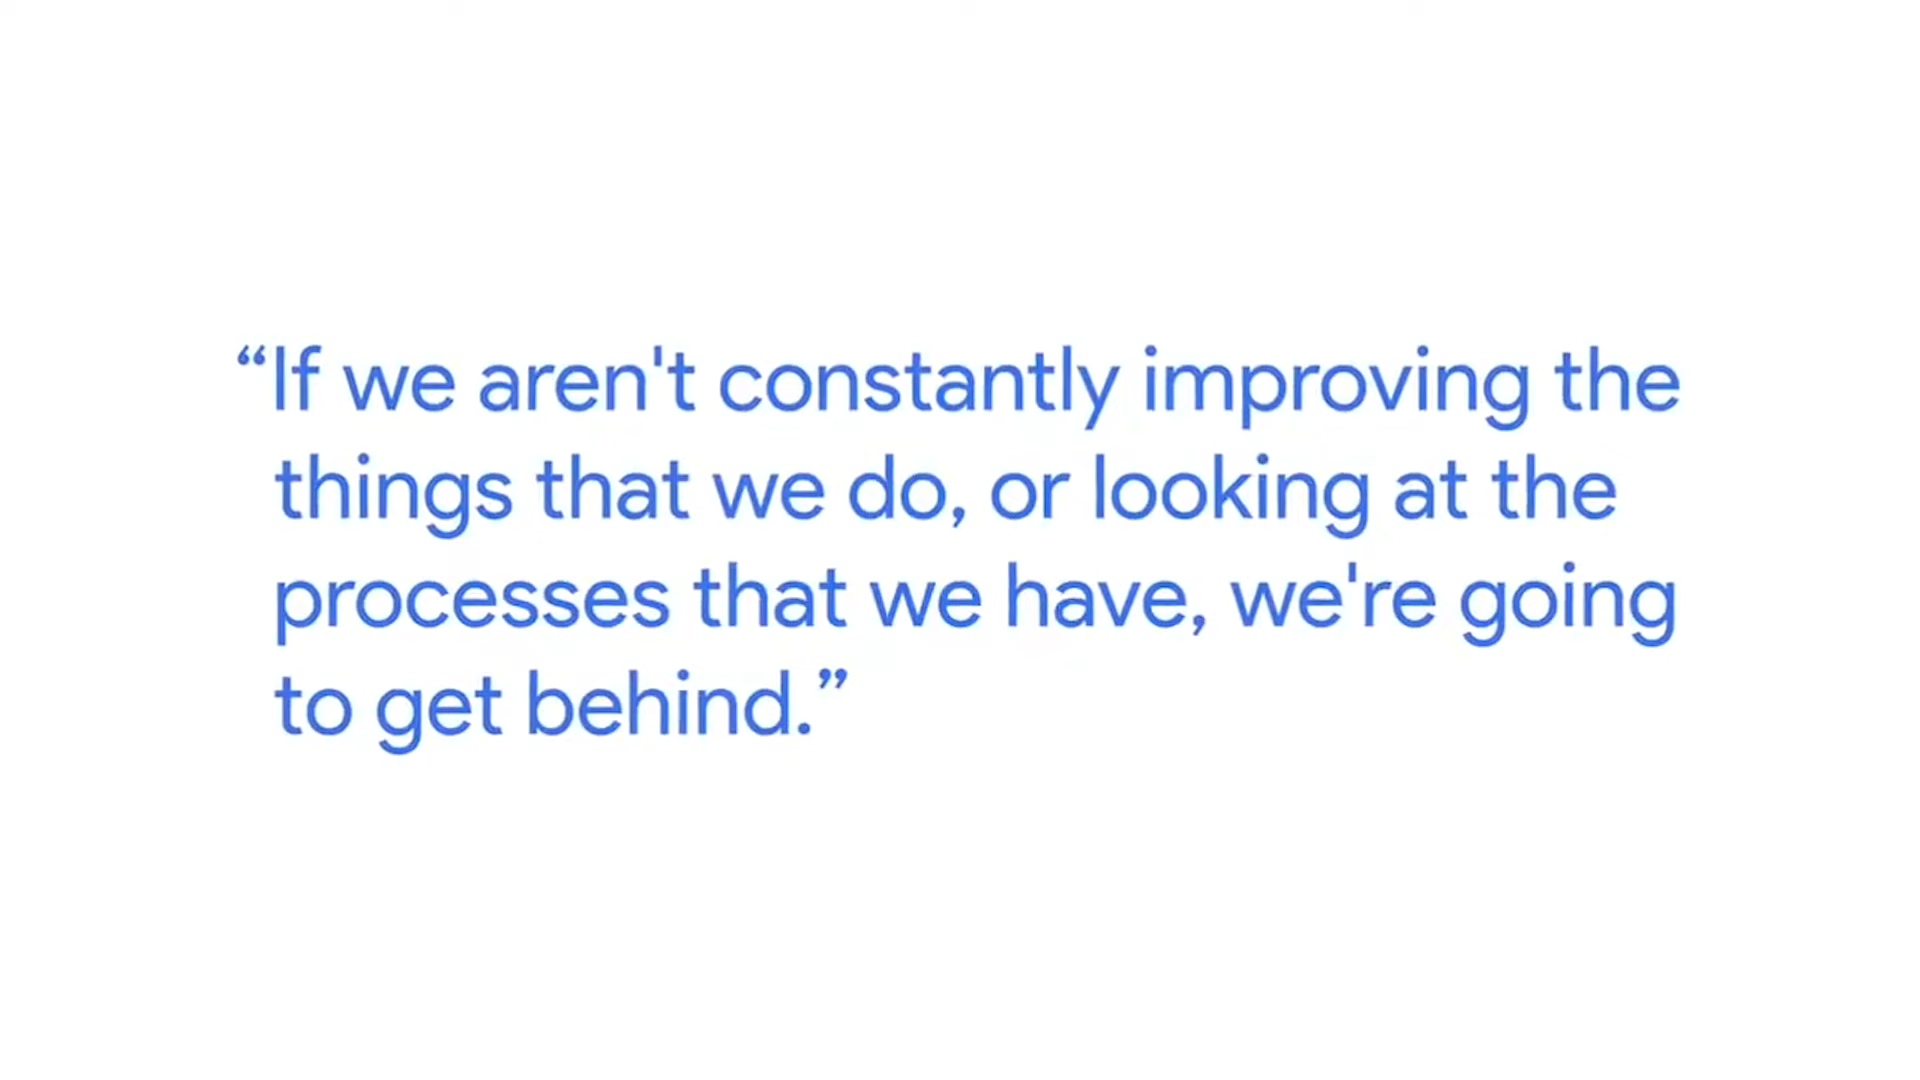 “If we aren't constantly improving the
things that we do, or looking at the
processes that we have, we're going
to get behind.”